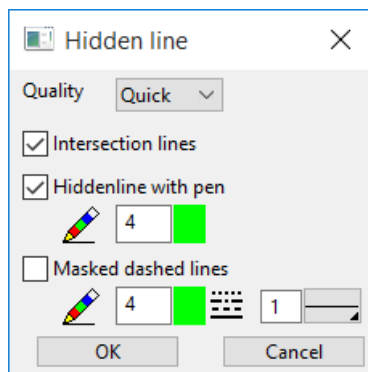 Hidden line
Quality Quick
Intersection lines
Hiddenline with pen
4
Masked dashed lines
4 1
OK Cancel